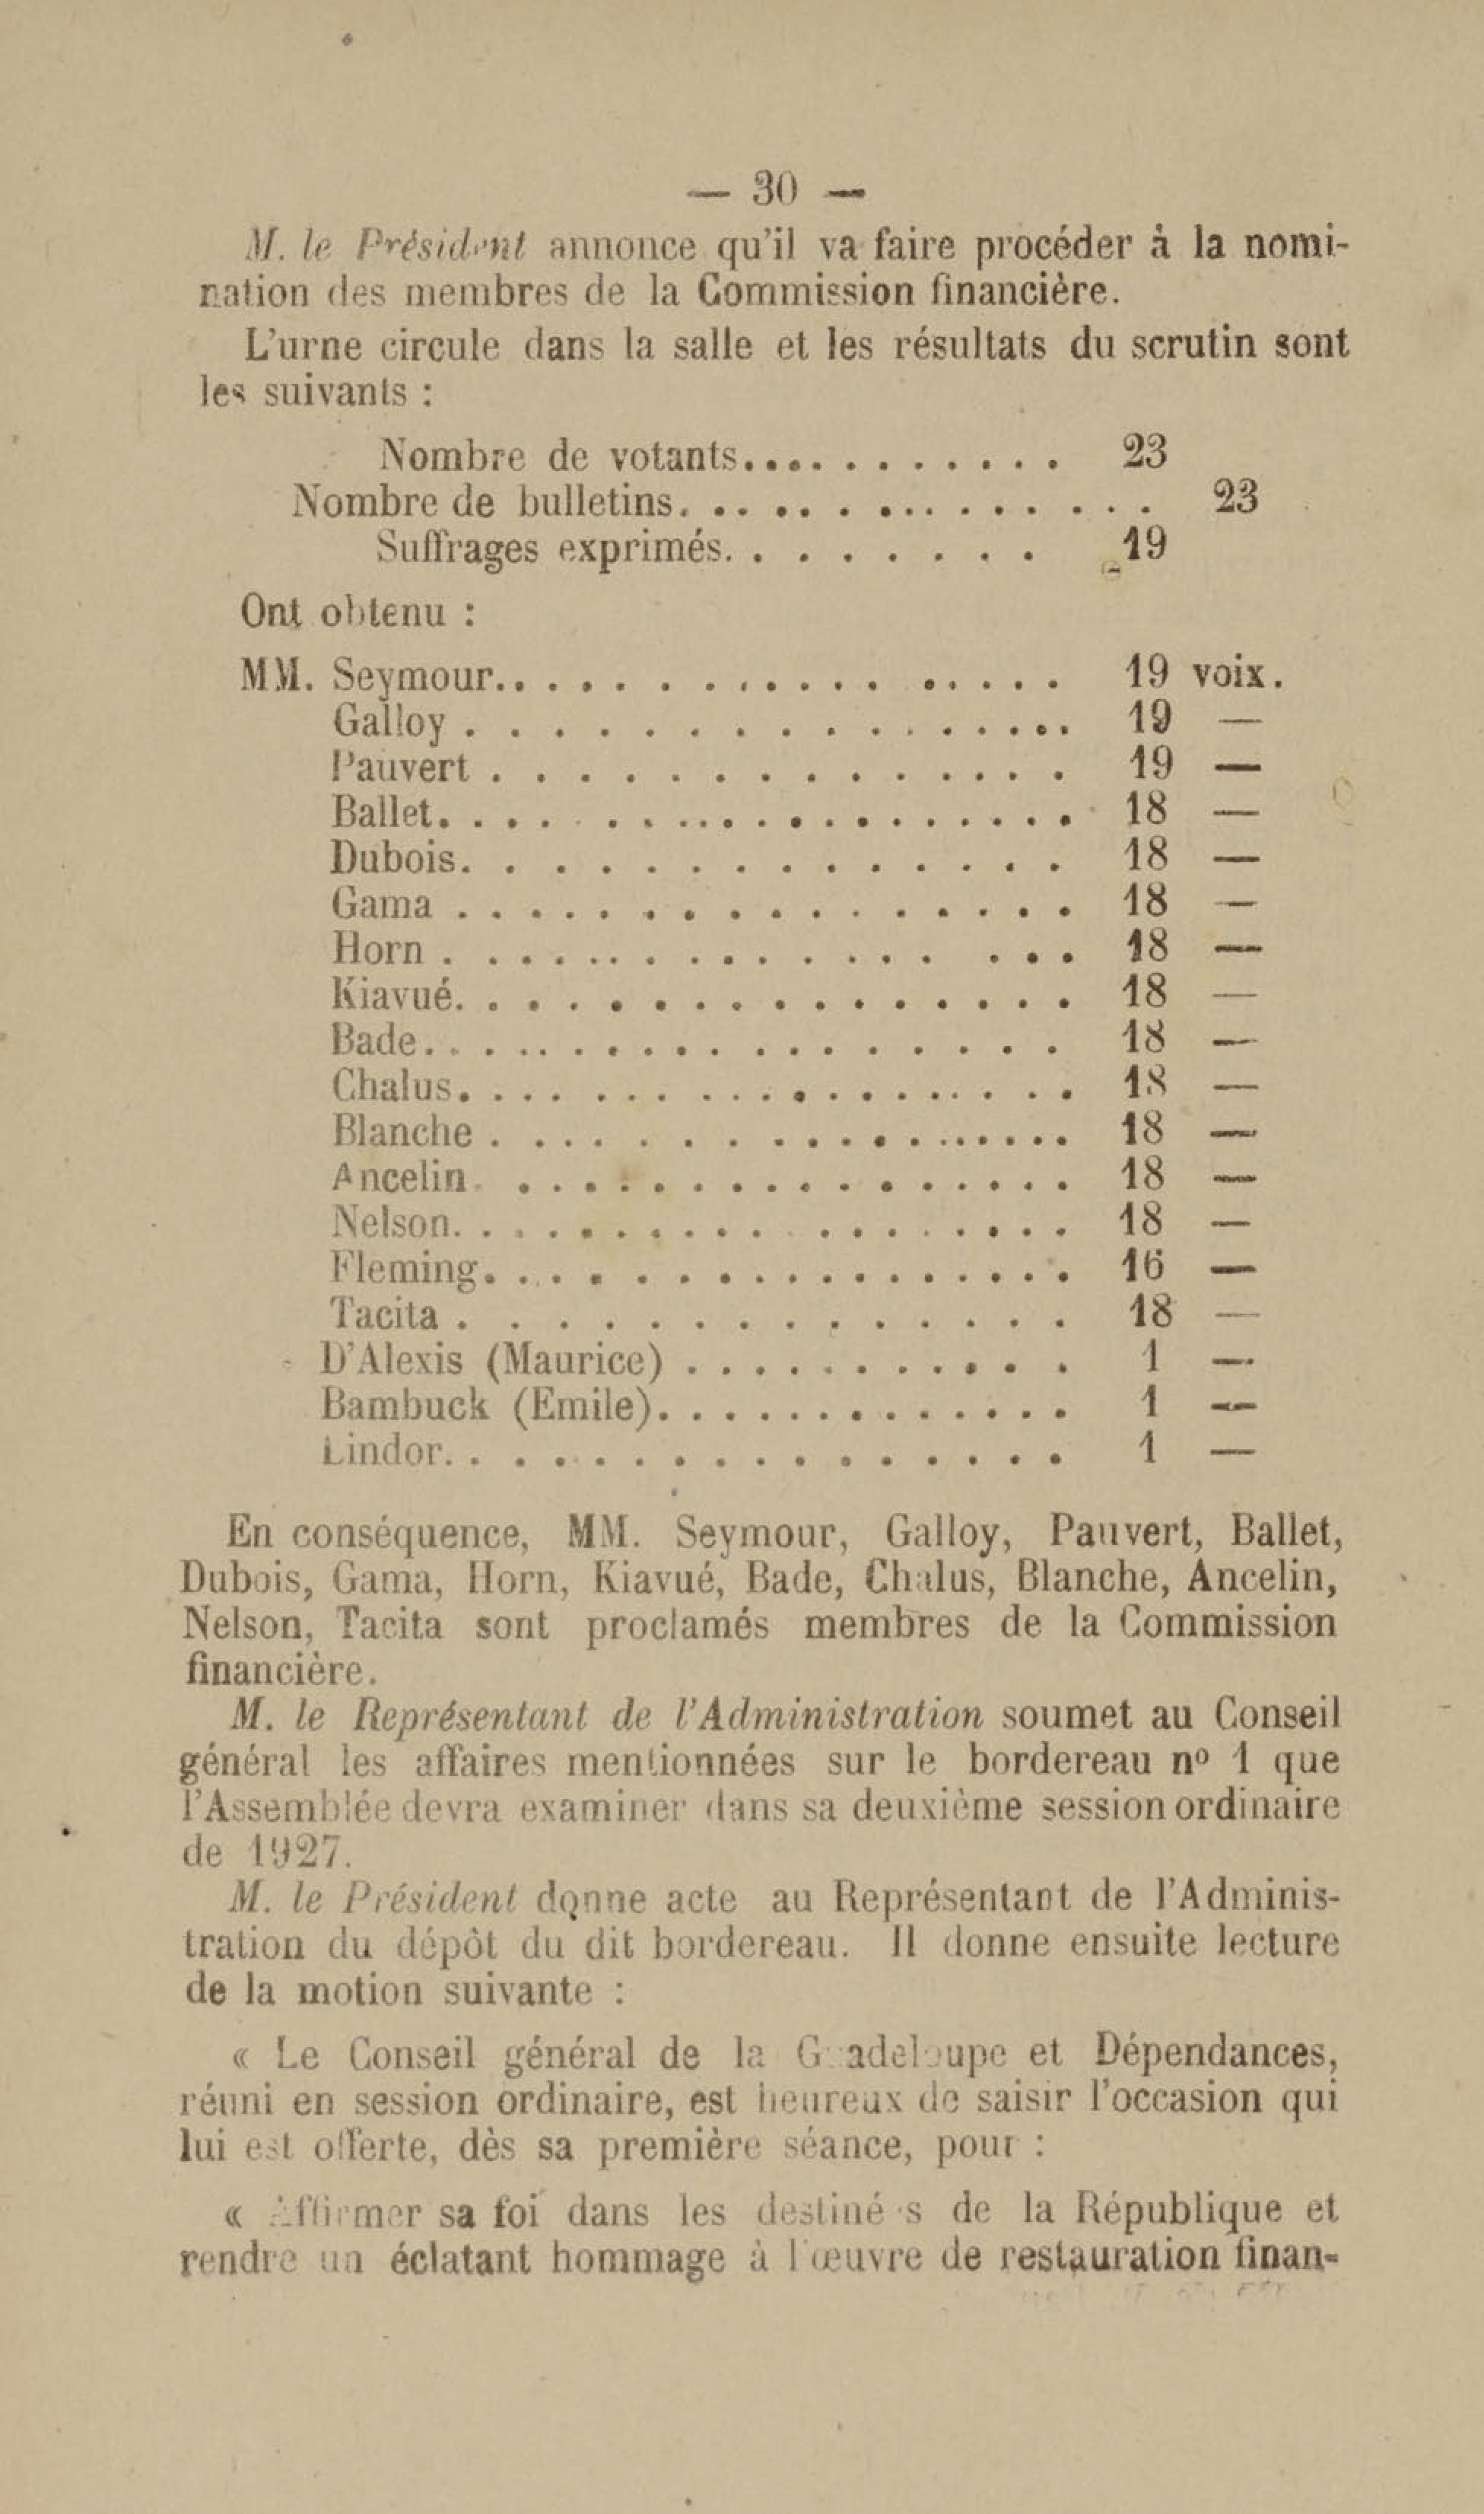 — 30 —
M. le Président annonce qu'il va faire procéder à la nomi-
nation des membres de la Commission financière.
L'urne circule dans la salle et les résultats du scrutin sont
les suivants :
Nombre de votants............ 23
Nombre de bulletins................ 23
Suffrages exprimés......... 19
Ont obtenu :
MM. Seymour.................. 19 voix.
Galloy ................ 19 —
Pauvert .............. 19 —
Ballet.................. 18 —
Dubois............... 18 —
Gama ................ 18 —
Horn ................ 18 —
Kiavué................ 18 —
Bade.................. 18 —
Chalus.................. 18 —
Blanche ................ 18 —
Ancelin................ 18 —
Nelson................. 18 —
Fleming................. 16 —
Tacita ............... 18 —
D'Alexis (Maurice) ............ 1 —
Bambuck (Emile)............. 1 —
Lindor................ 1 —
En conséquence, MM. Seymour, Galloy, Pauvert, Ballet,
Dubois, Gama, Horn, Kiavué, Bade, Chalus, Blanche, Ancelin,
Nelson, Tacita sont proclamés membres de la Commission
financière.
M. le Représentant de l'Administration soumet au Conseil
général les affaires mentionnées sur le bordereau nº 1 que
l'Assemblée devra examiner dans sa deuxième session ordinaire
de 1927.
M. le Président donne acte au Représentant de l'Adminis-
tration du dépôt du dit bordereau. Il donne ensuite lecture
de la motion suivante :
« Le Conseil général de la Guadeloupe et Dépendances,
réuni en session ordinaire, est heureux de saisir l'occasion qui
lui est offerte, dès sa première séance, pour :
« Affirmer sa foi dans les destinées de la République et
rendre un éclatant hommage à l'œuvre de restauration finan-